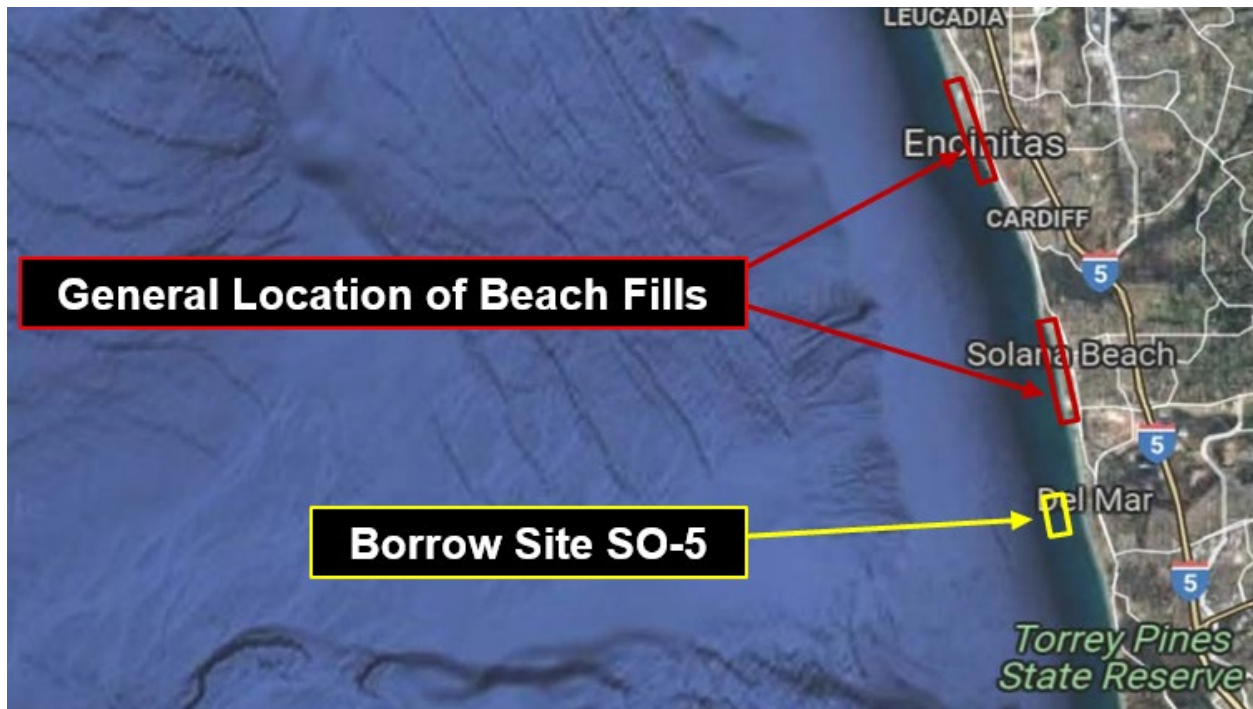 LEUCADIA
Encinitas
CARDIFF
5
General Location of Beach Fills
Solana Beach
5
Del Mar
Borrow Site SO-5
5
Torrey Pines
State Reserve